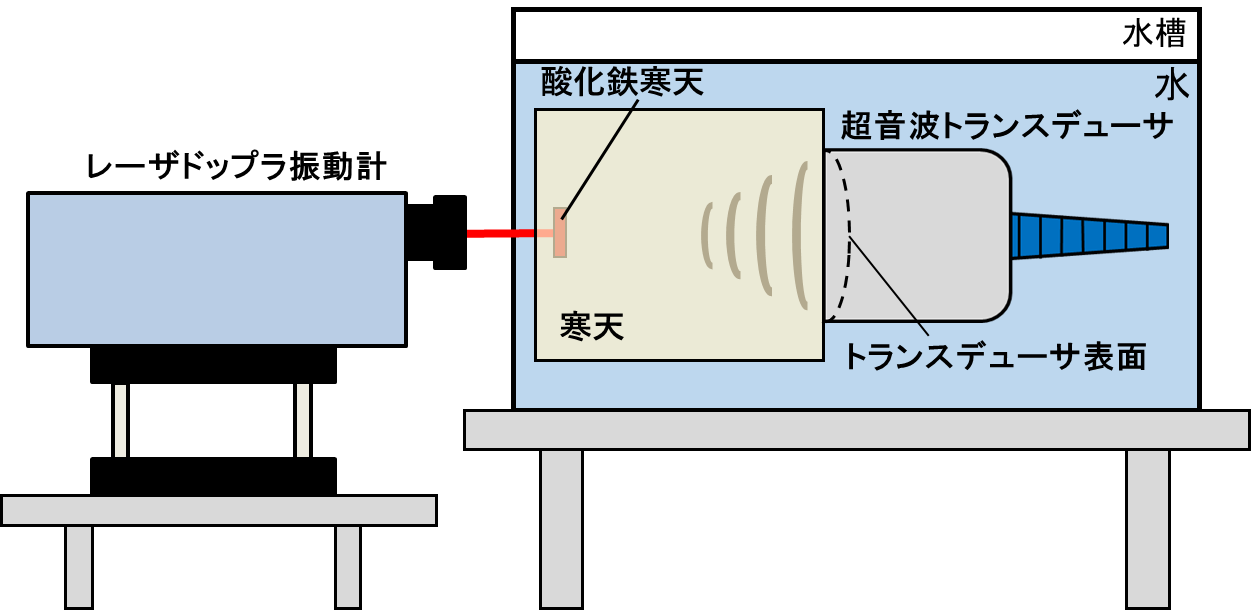 水槽
水
酸化鉄寒天
超音波トランスデューサ
レーザドップラ振動計
寒天
トランスデューサ表面